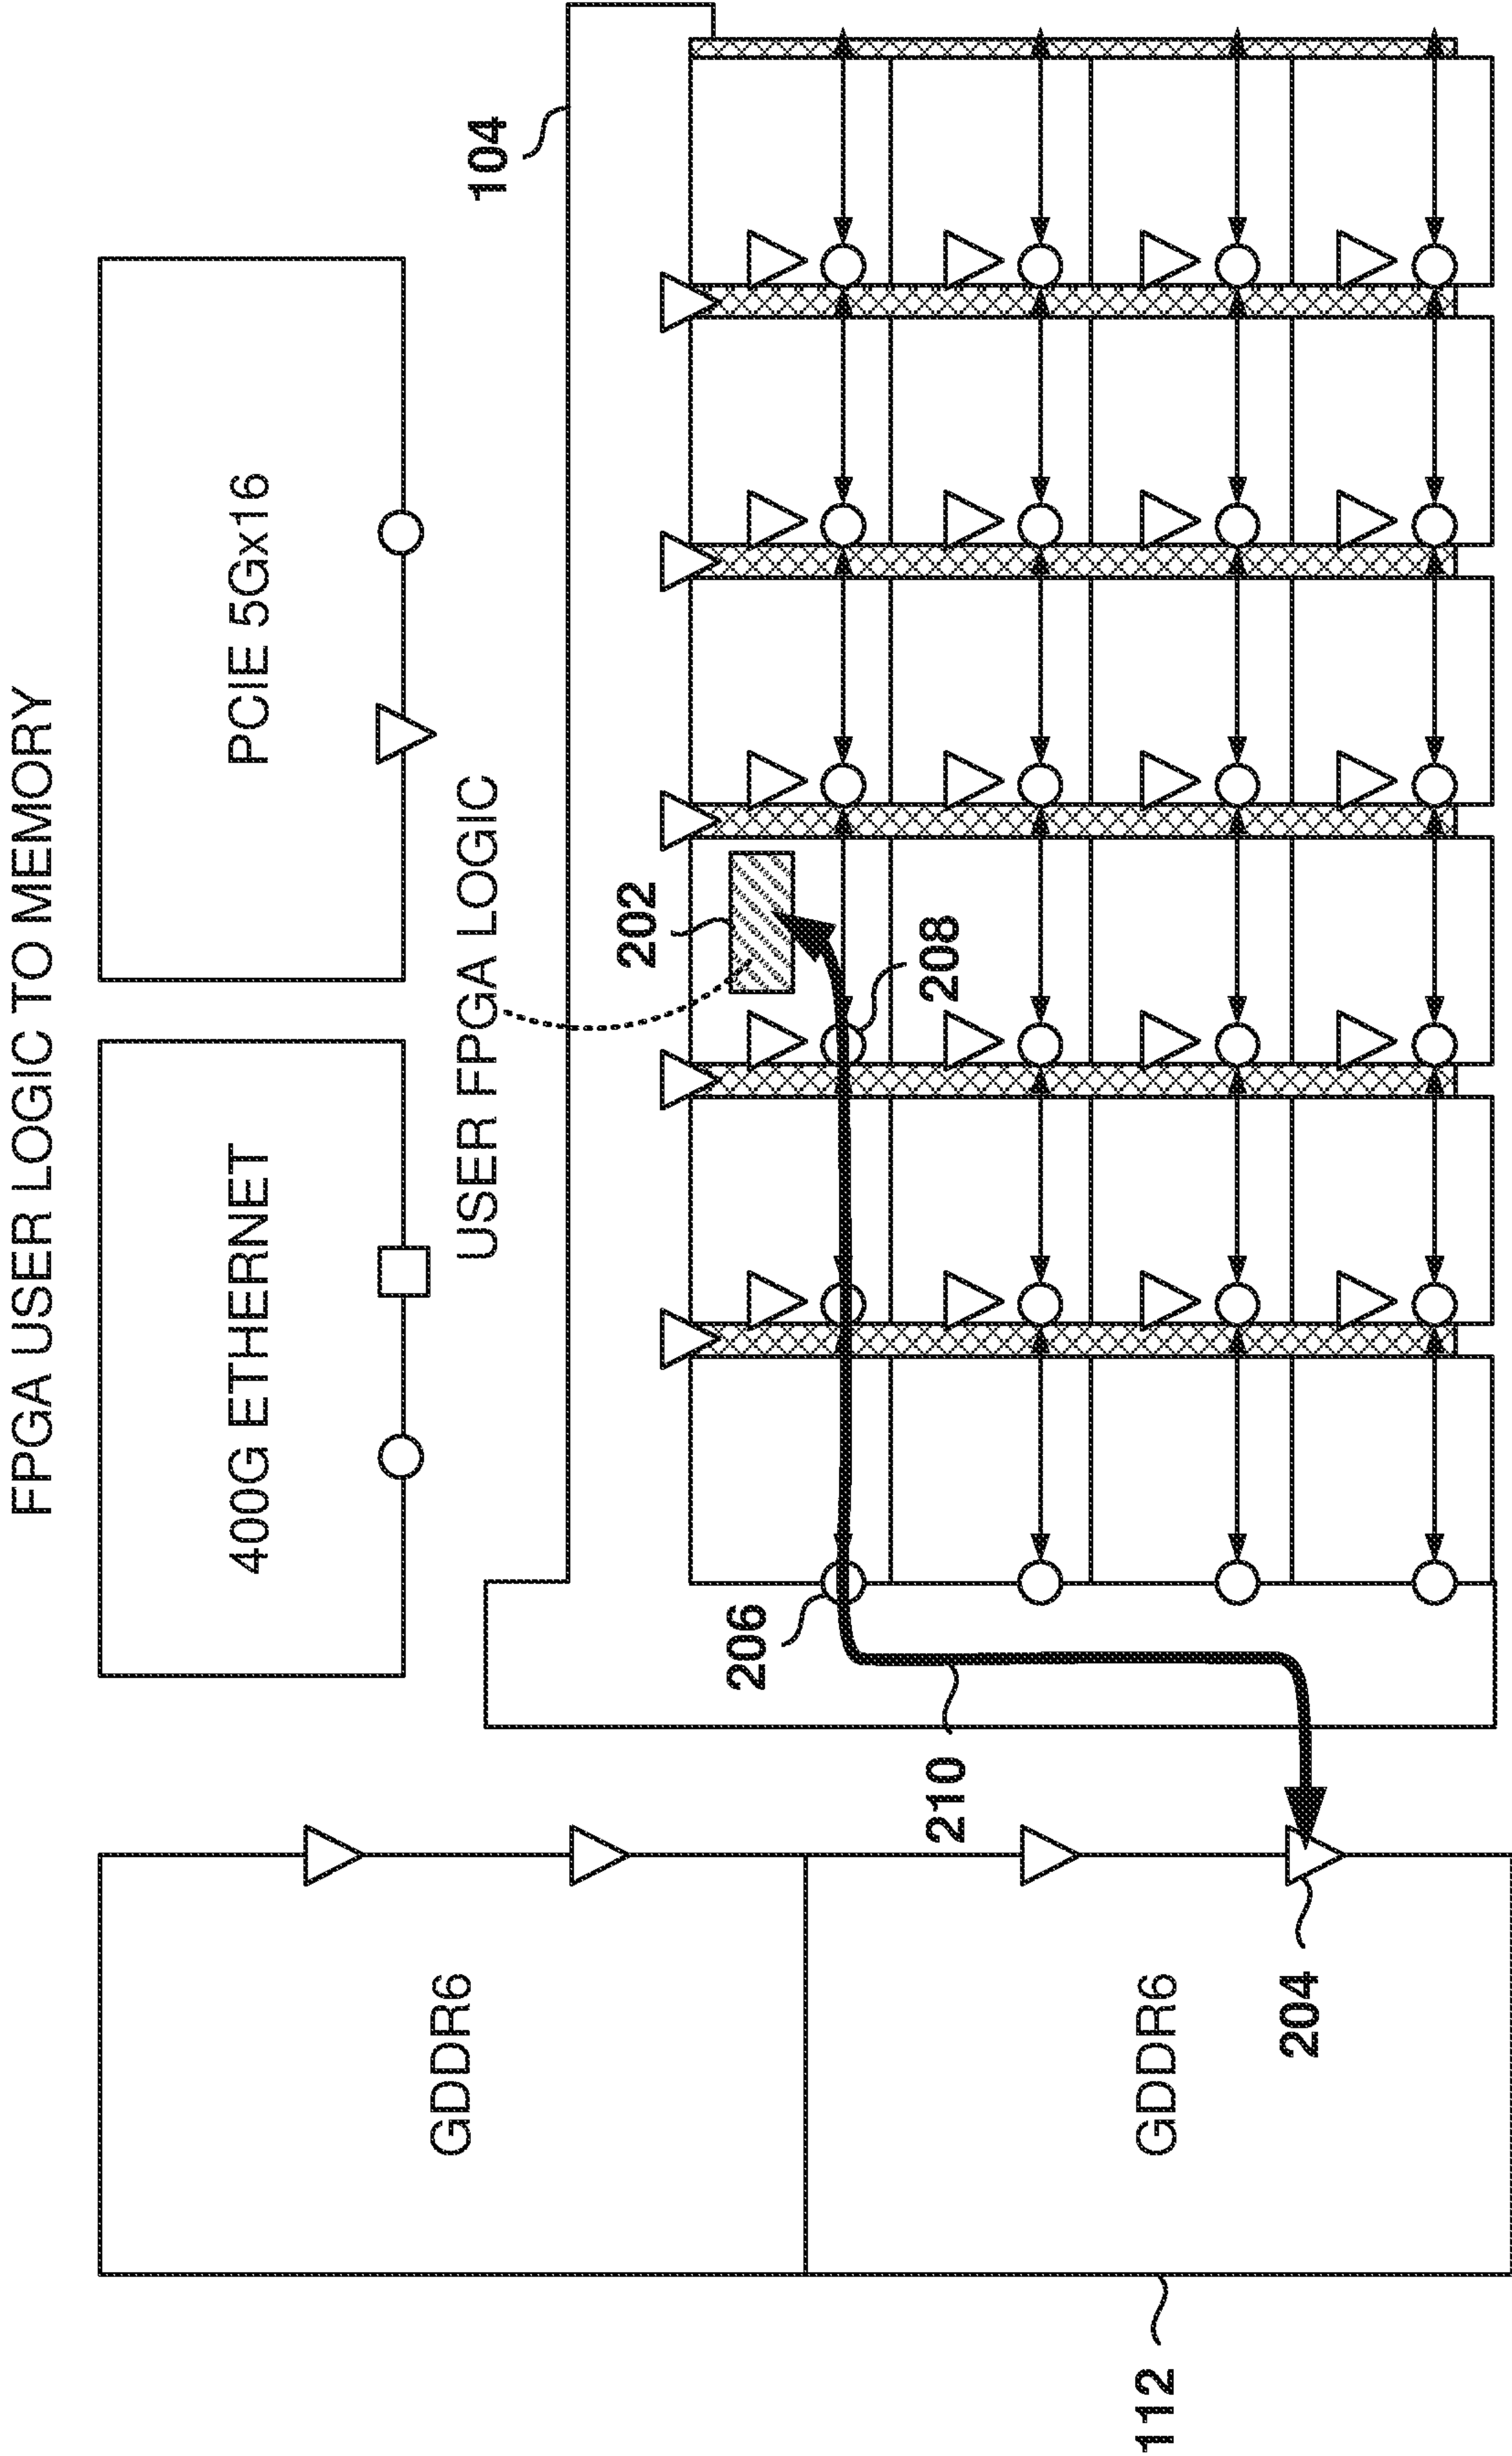 FPGA USER LOGIC TO MEMORY
400G ETHERNET
PCIE 5Gx16
USER FPGA LOGIC
104
202
208
206
210
GDDR6
GDDR6
204
112